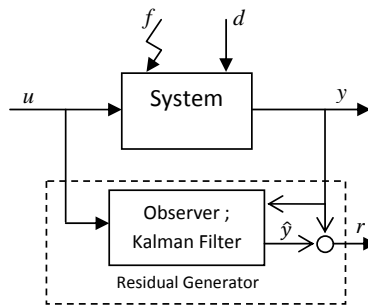 f
d
System
u
y
Observer ;
Kalman Filter
ŷ
r
Residual Generator